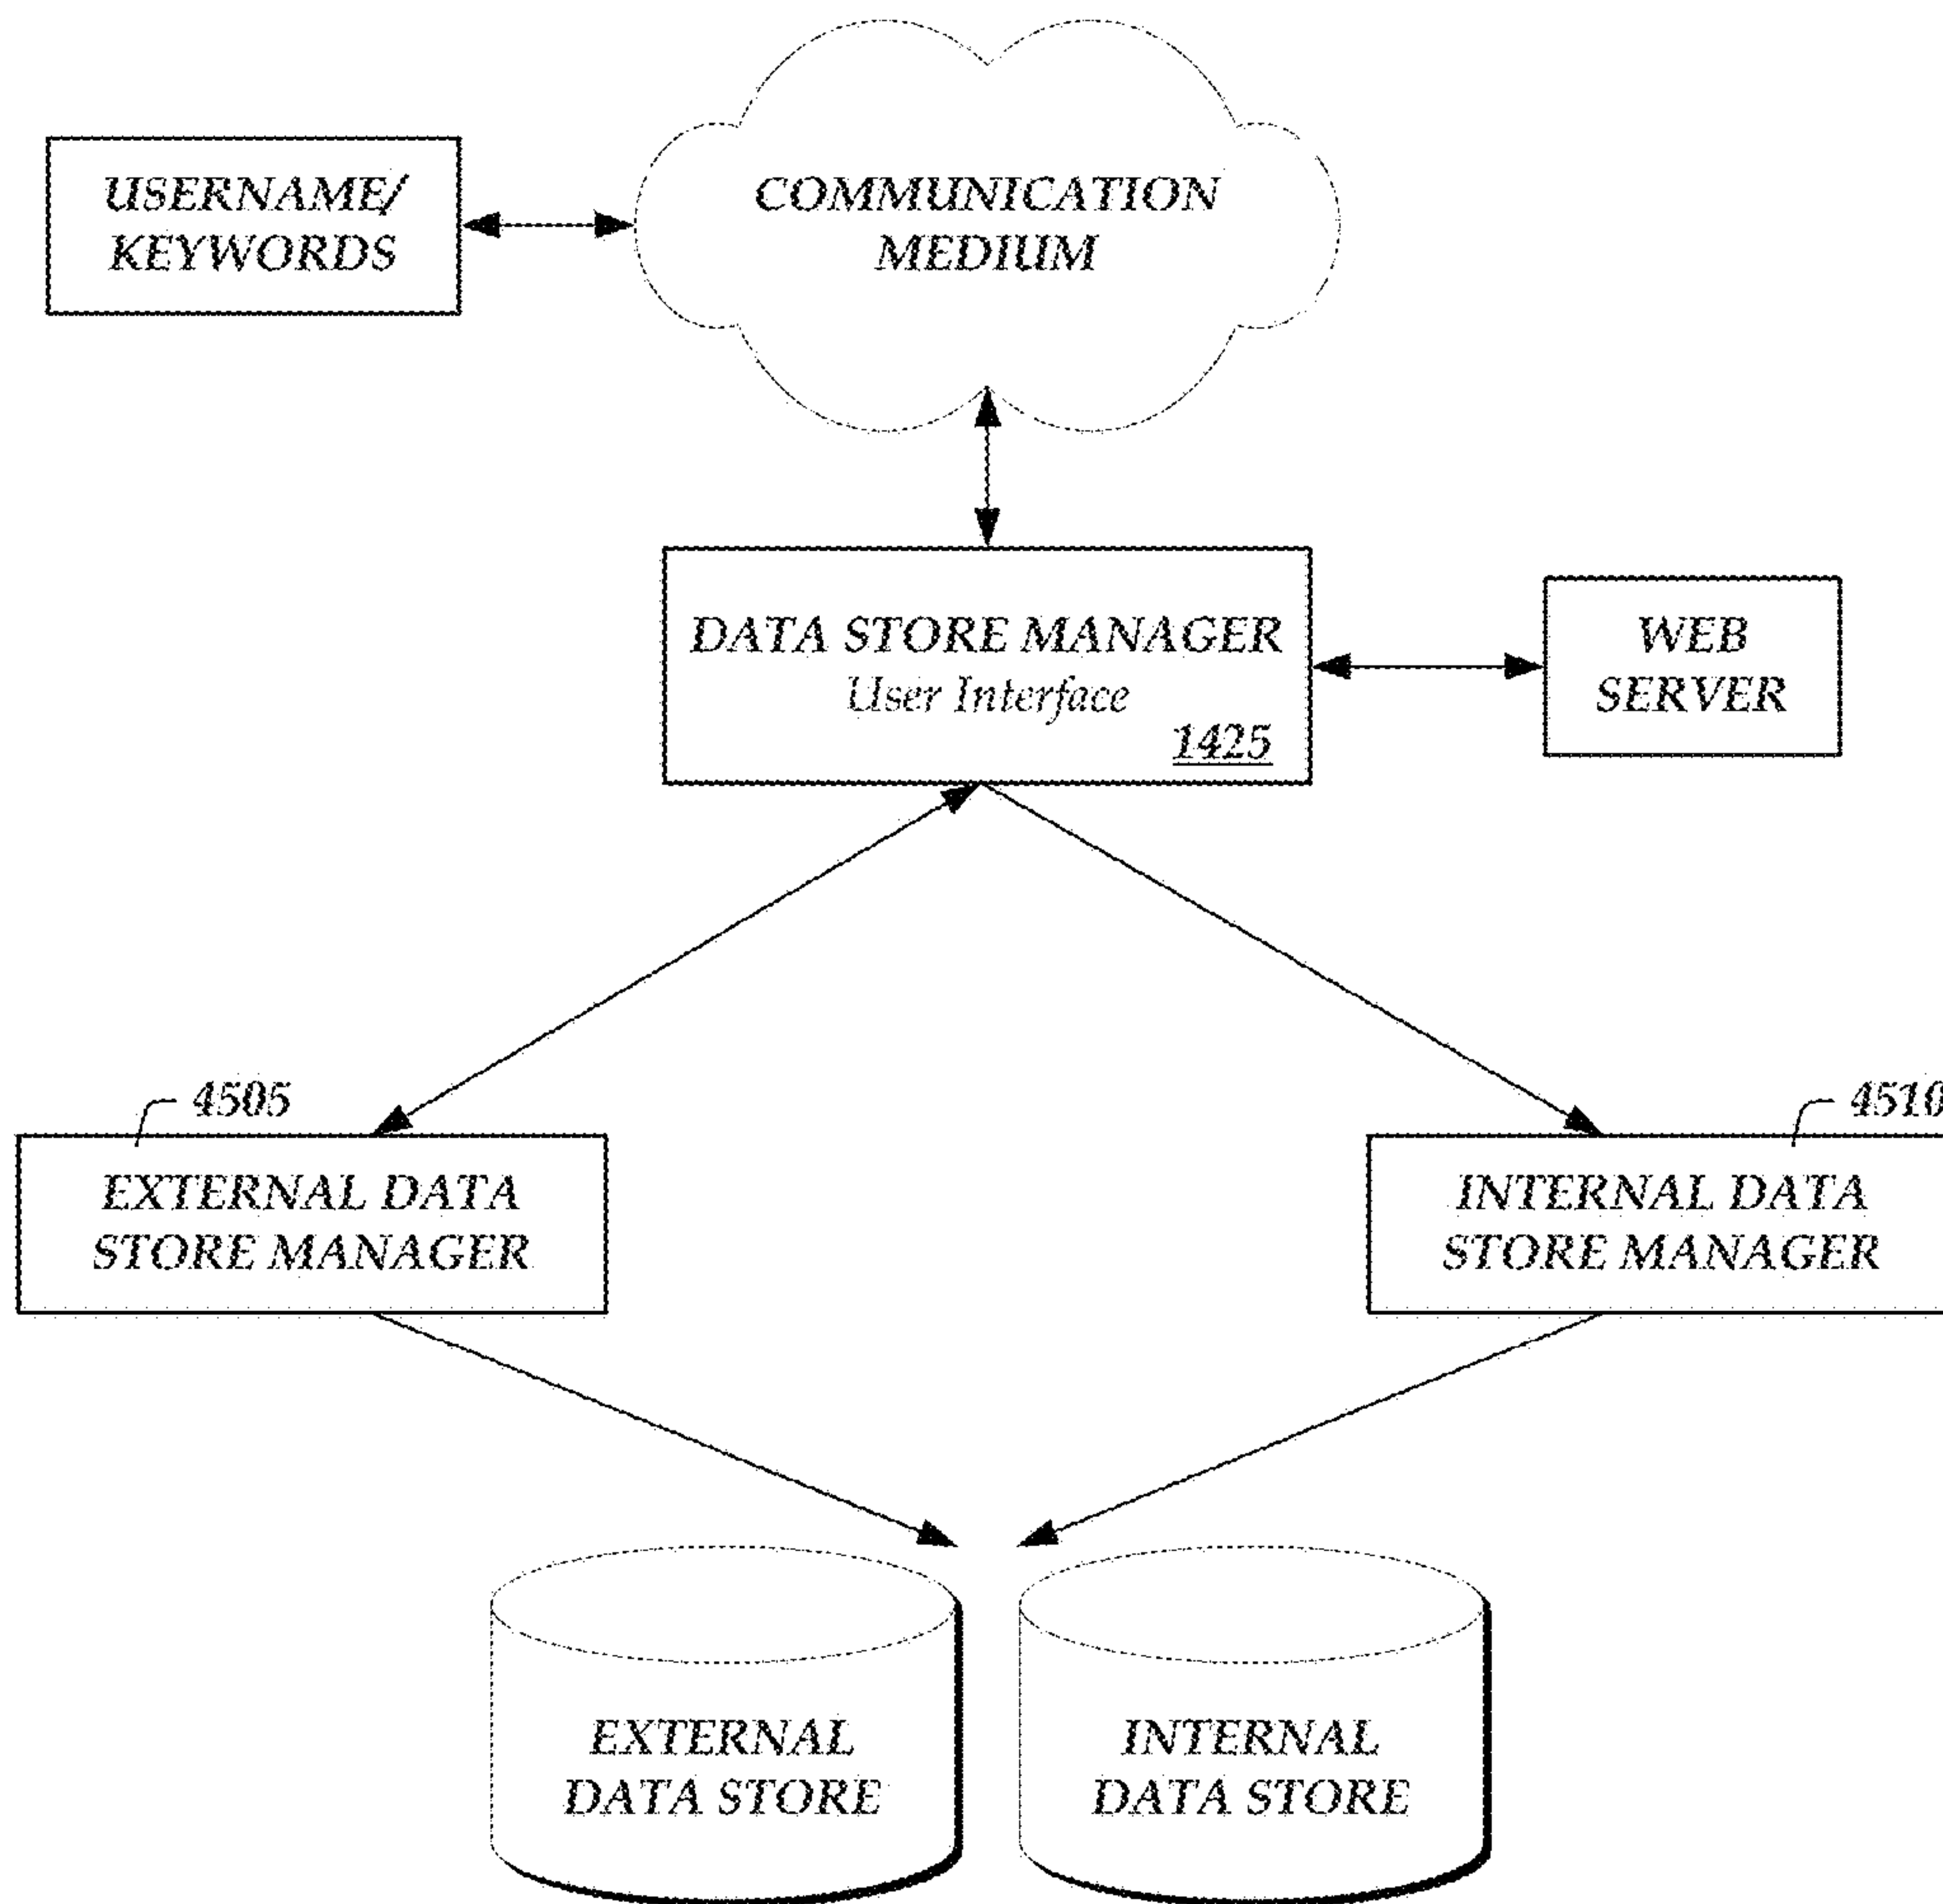 USERNAME/
KEYWORDS
COMMUNICATION
MEDIUM
DATA STORE MANAGER
User Interface
1425
WEB
SERVER
4505
EXTERNAL DATA
STORE MANAGER
4510
INTERNAL DATA
STORE MANAGER
EXTERNAL
DATA STORE
INTERNAL
DATA STORE